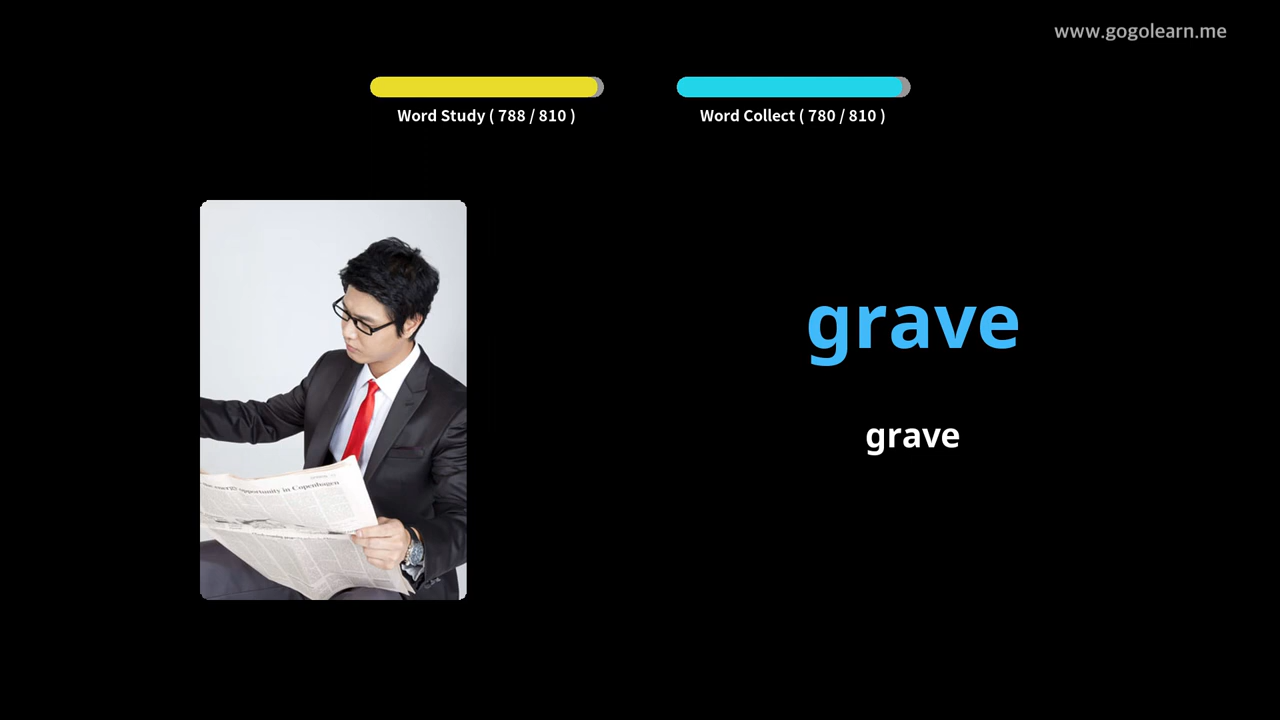 www.gogolearn.me
Word Study ( 788 / 810 )
Word Collect ( 780 / 810 )
grave
grave
opportunity in Copenhagen